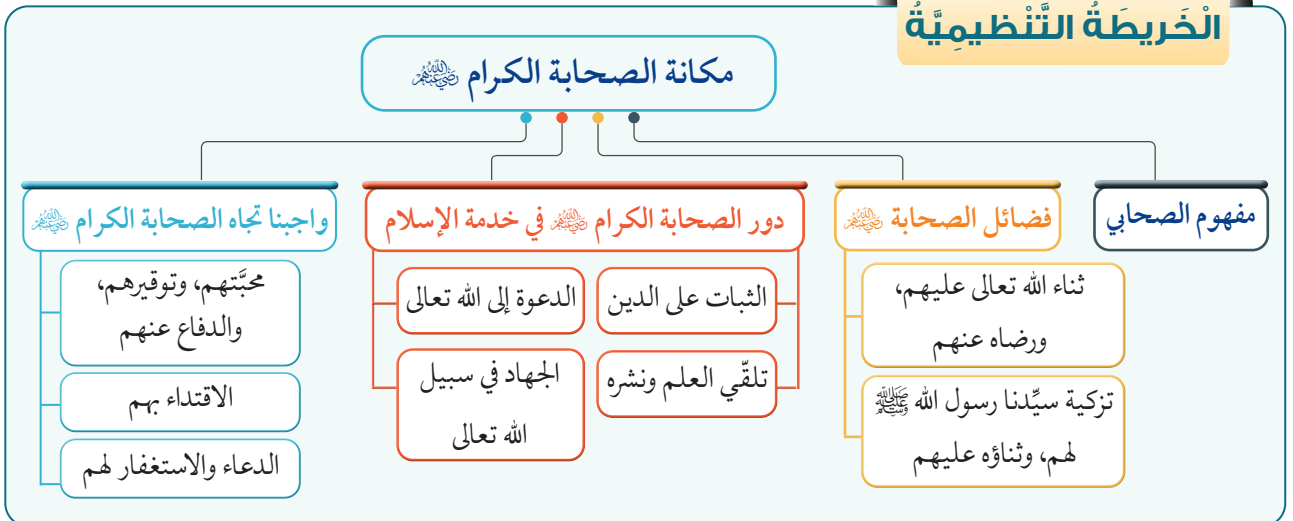 الْخَريطَةُ التَّنْظيمِيَّةُ
مكانة الصحابة الكرام رضي الله عنهم
مفهوم الصحابي
فضائل الصحابة رضي الله عنهم
ثناء الله تعالى عليهم،
ورضاه عنهم
تزكية سيِّدنا رسول الله ﷺ
لهم، وثناؤه عليهم
دور الصحابة الكرام رضي الله عنهم في خدمة الإسلام
الثبات على الدين
تلقّي العلم ونشره
الدعوة إلى الله تعالى
الجهاد في سبيل
الله تعالى
واجبنا تجاه الصحابة الكرام رضي الله عنهم
محبَّتهم، وتوقيرهم،
والدفاع عنهم
الاقتداء بهم
الدعاء والاستغفار لهم